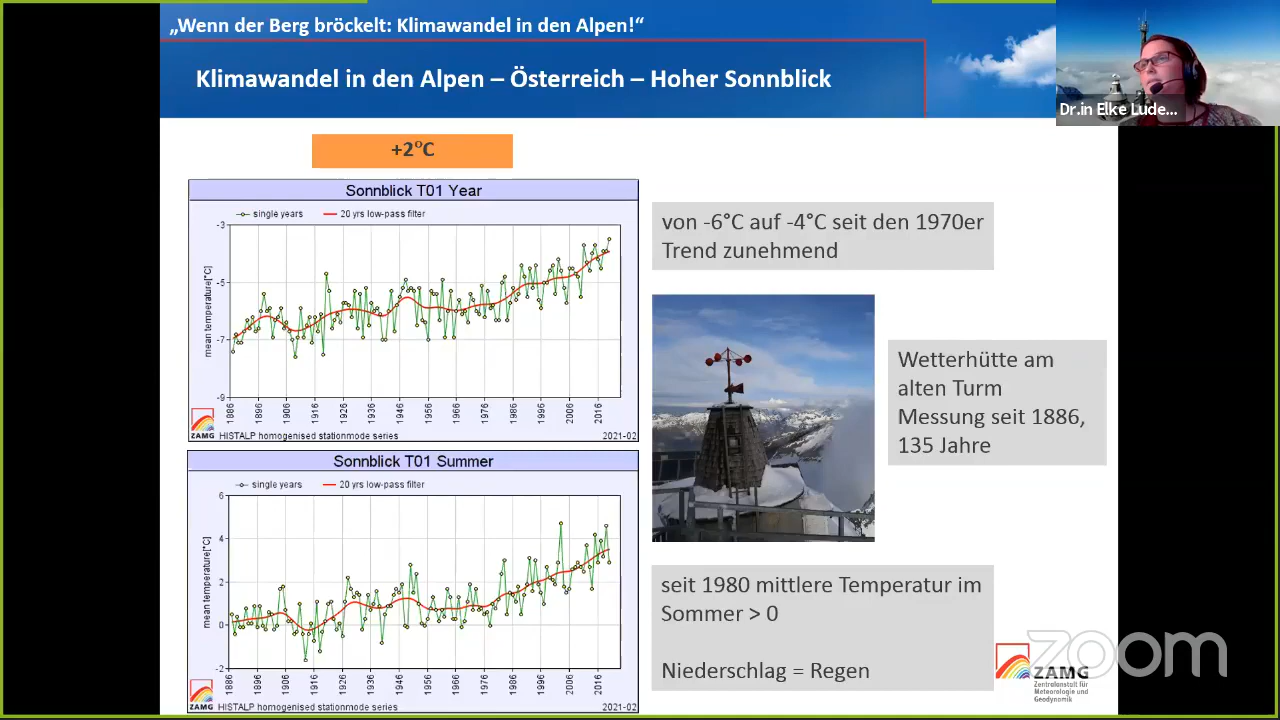 „Wenn der Berg bröckelt: Klimawandel in den Alpen!“
Klimawandel in den Alpen – Österreich – Hoher Sonnblick
Dr.in Elke Lude...
+2°C
Sonnblick T01 Year
single years
20 yrs low-pass filter
mean temperature[°C]
-3
-5
-7
-9
1886 1896 1906 1916 1926 1936 1946 1956 1966 1976 1986 1996 2006 2016
ZAMG
HISTALP homogenised stationmode series
2021-02
von -6°C auf -4°C seit den 1970er
Trend zunehmend
Wetterhütte am
alten Turm
Messung seit 1886,
135 Jahre
Sonnblick T01 Summer
single years
20 yrs low-pass filter
mean temperature[°C]
6
4
2
0
-2
1886 1896 1906 1916 1926 1936 1946 1956 1966 1976 1986 1996 2006 2016
ZAMG
HISTALP homogenised stationmode series
2021-02
seit 1980 mittlere Temperatur im
Sommer > 0
Niederschlag = Regen
ZAMG
Zentralanstalt für
Meteorologie und
Geodynamik
zoom